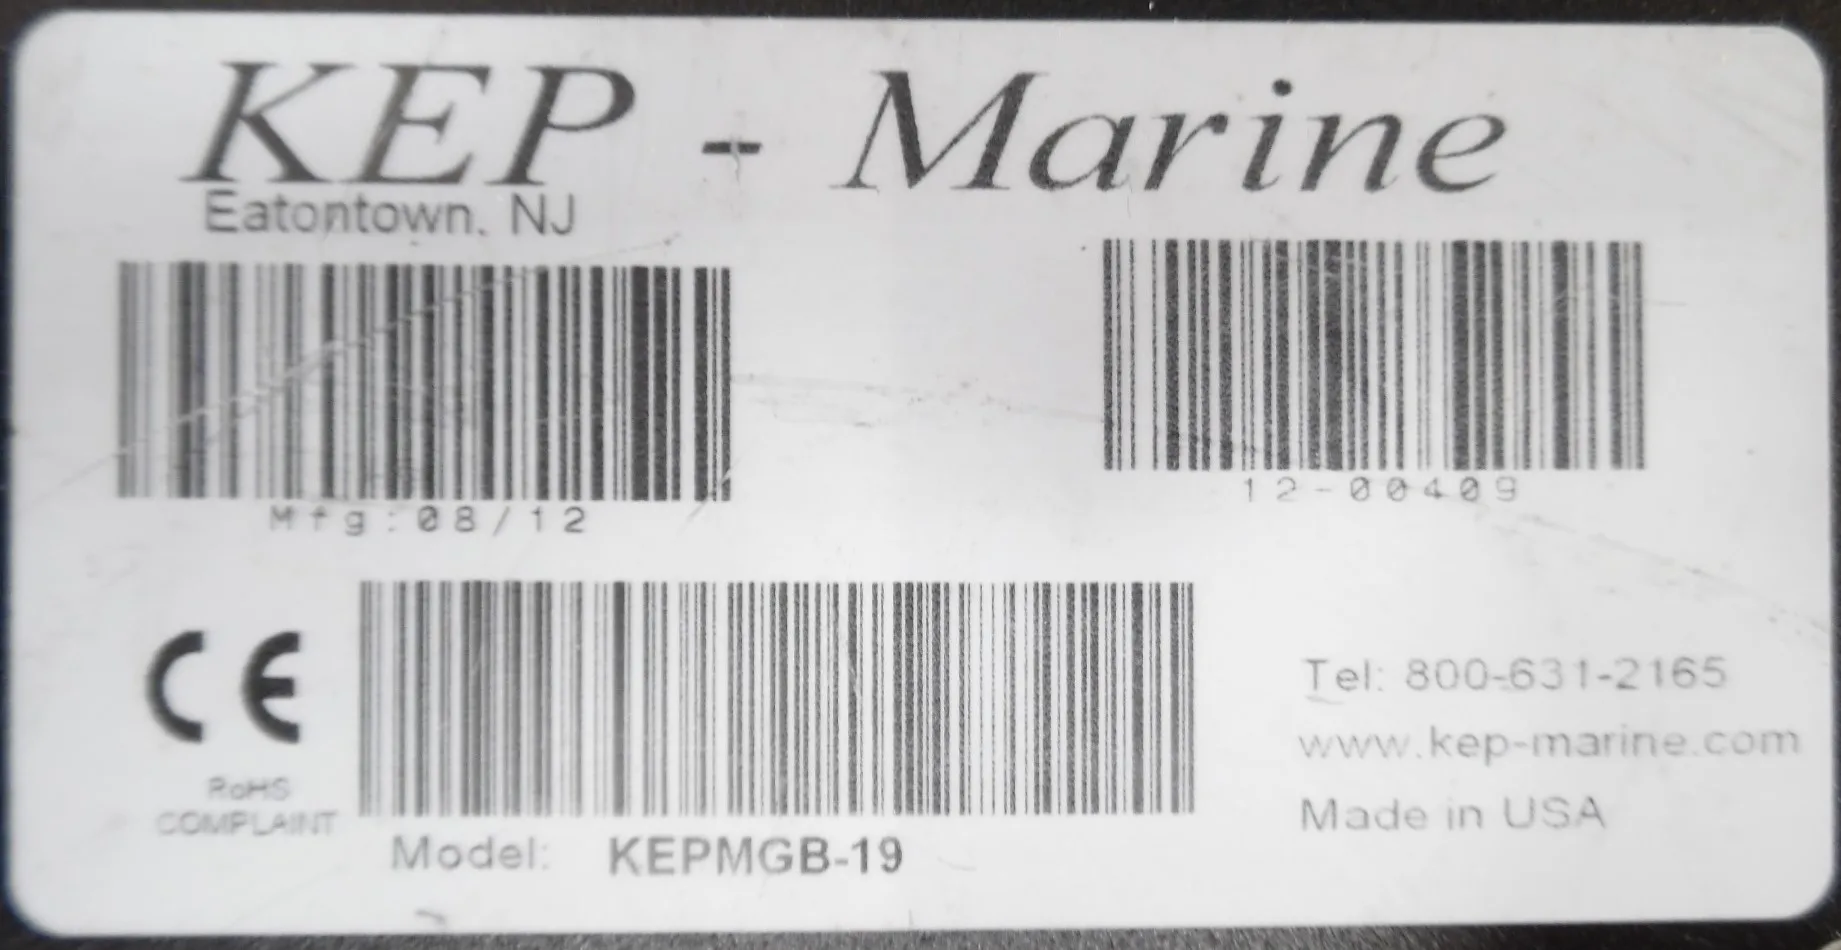 KEP - Marine
Eatontown, NJ
Mfg:08/12
12-00409
CE
RoHS
COMPLAINT
Model: KEPMGB-19
Tel: 800-631-2165
www.kep-marine.com
Made in USA